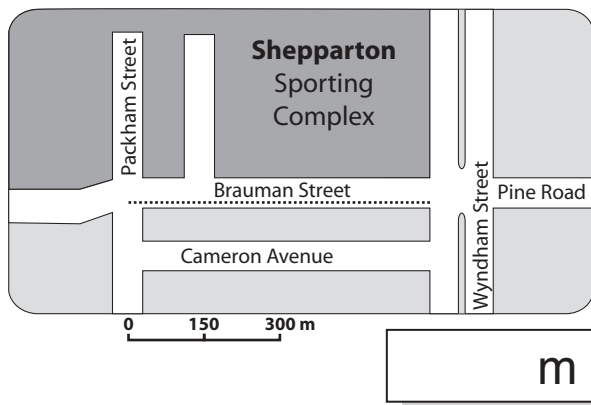 Shepparton
Sporting
Complex
Packham Street
Brauman Street
Pine Road
Wyndham Street
Cameron Avenue
0 150 300 m
m